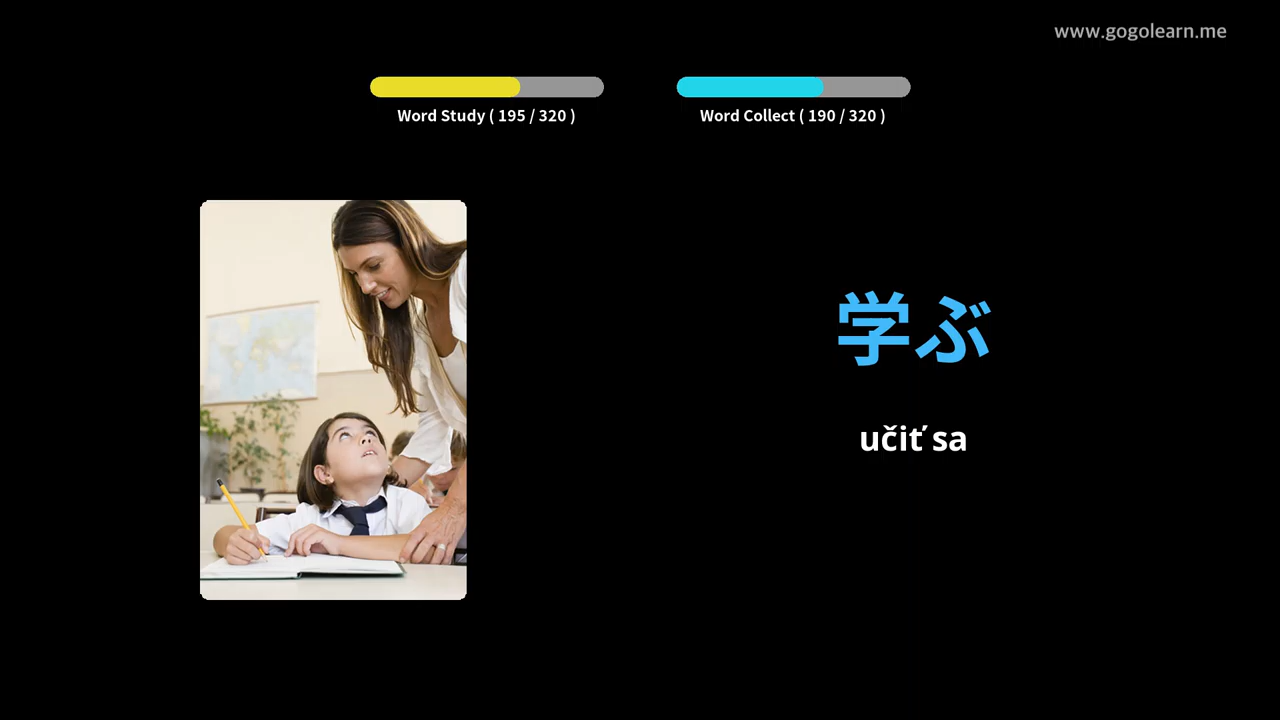 www.gogolearn.me
Word Study ( 195 / 320 )
Word Collect ( 190 / 320 )
学ぶ
učiť sa